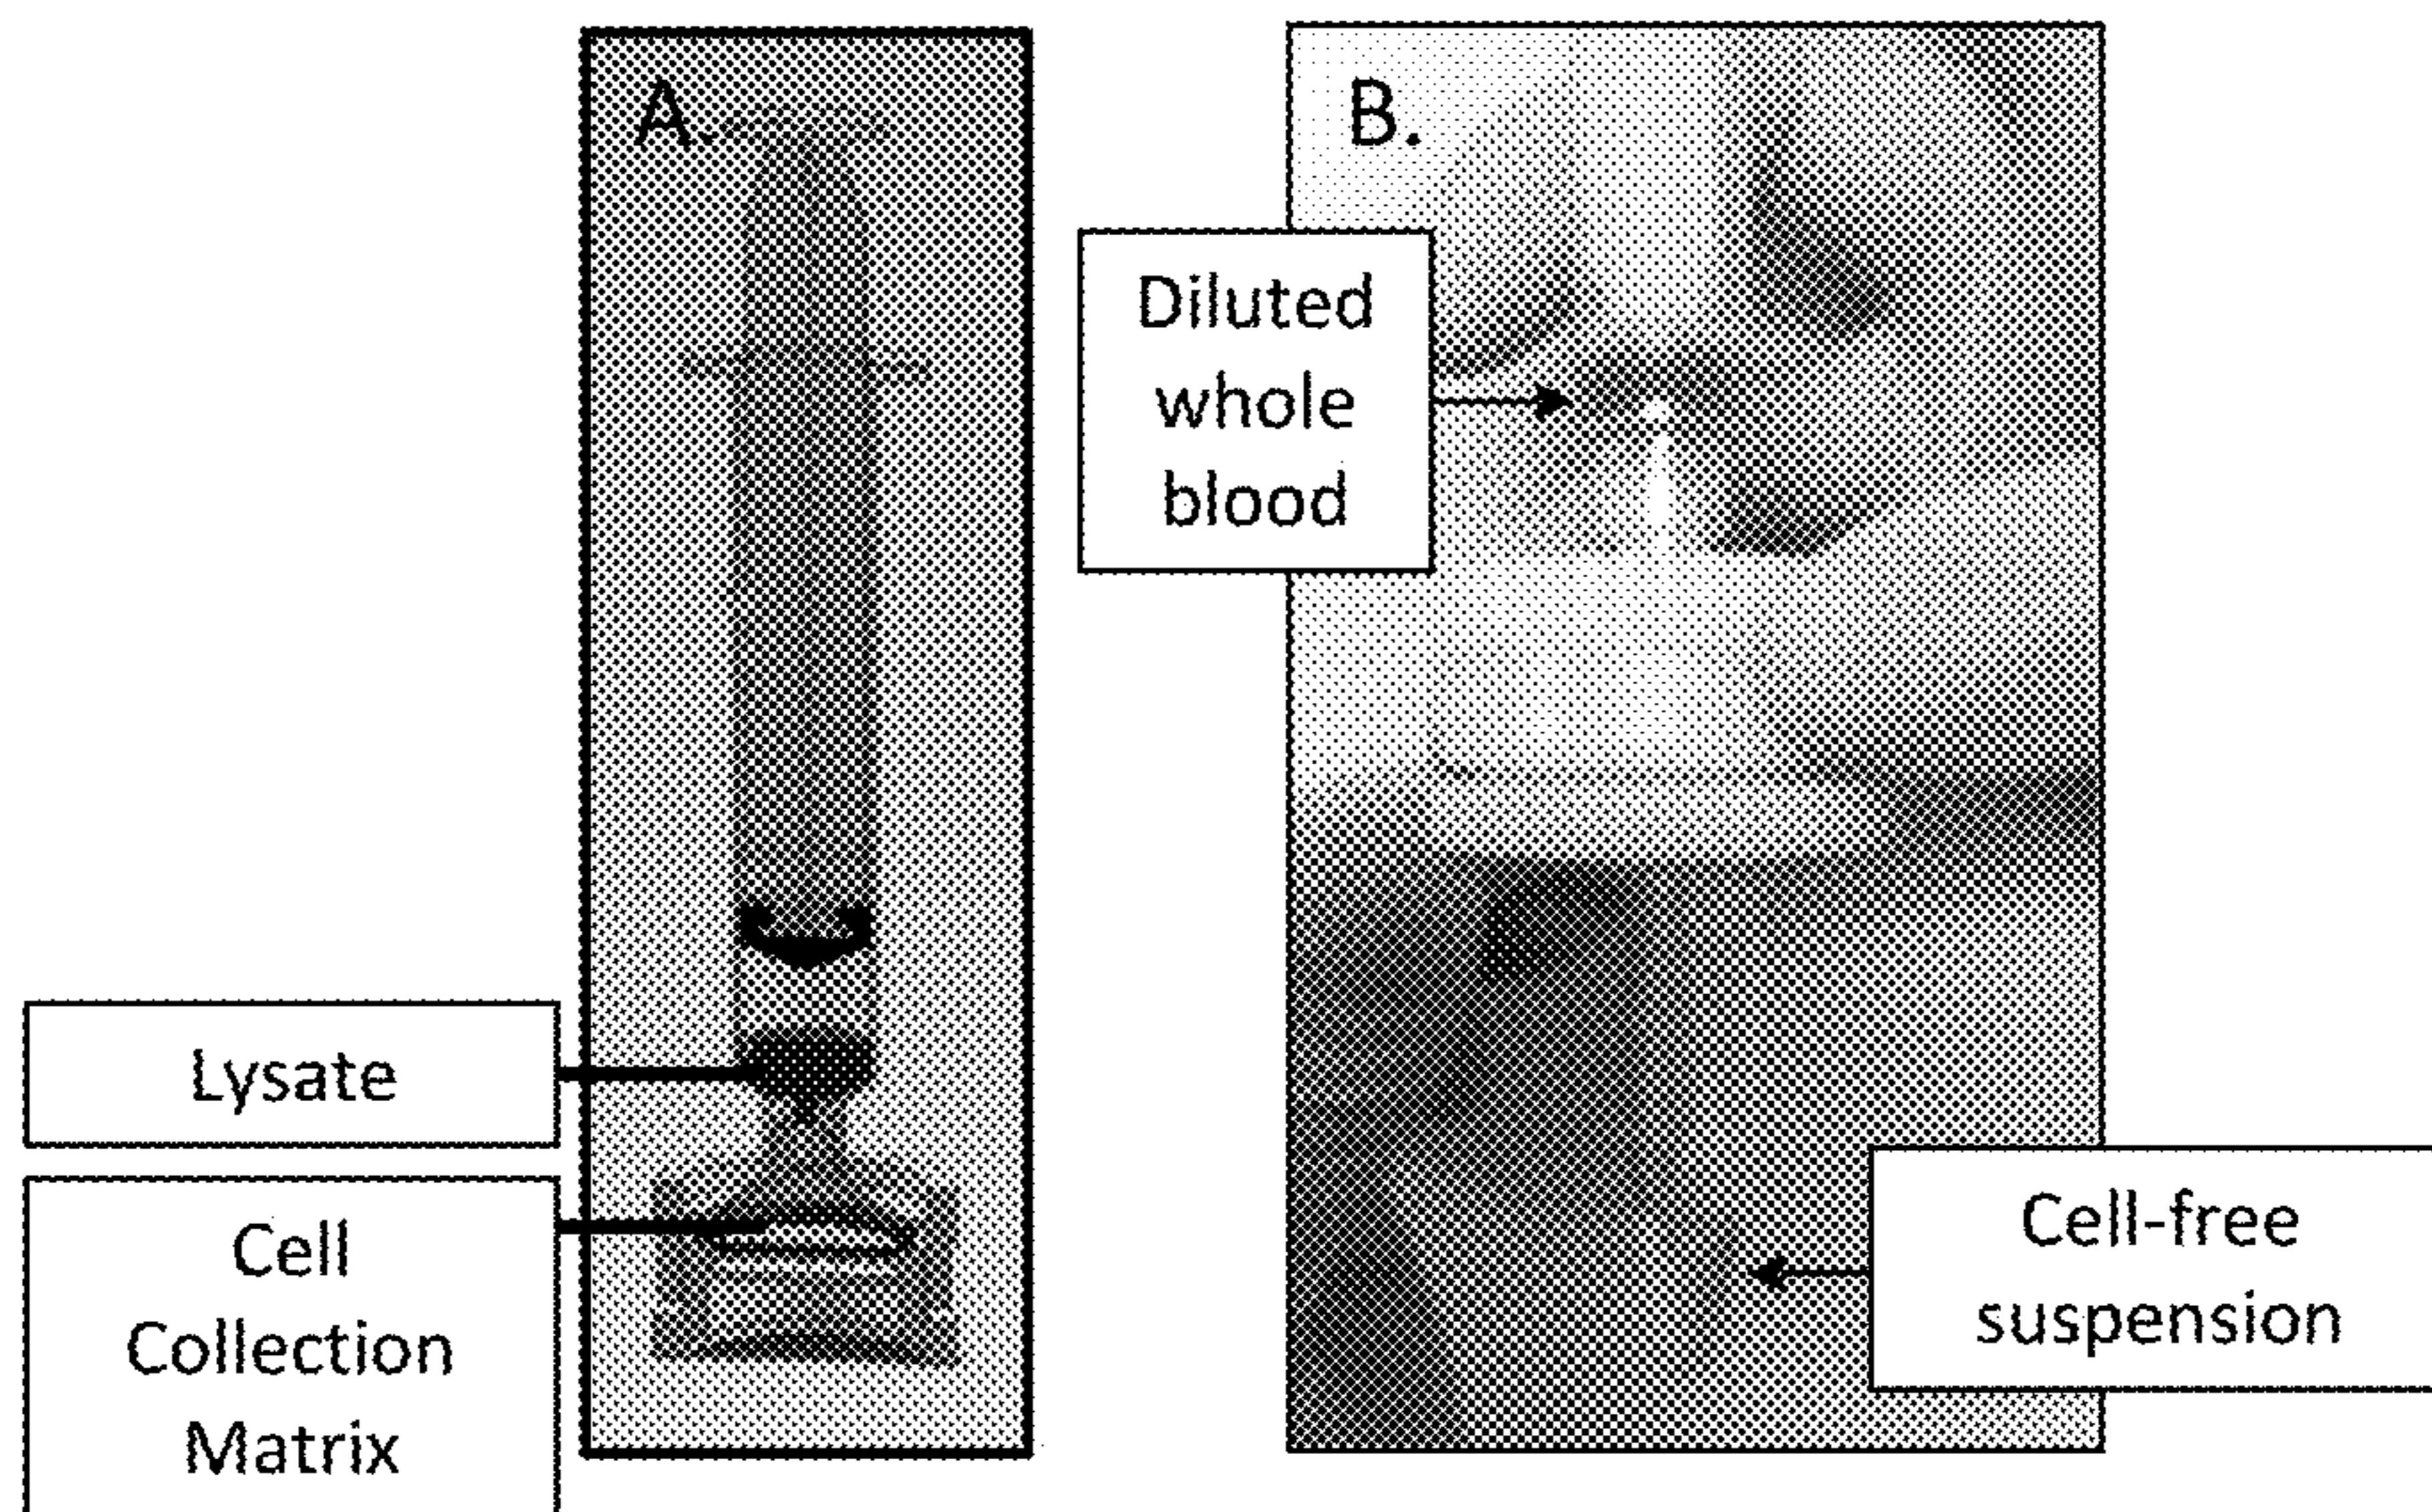 A.
Lysate
Cell
Collection
Matrix
B.
Diluted
whole
blood
Cell-free
suspension